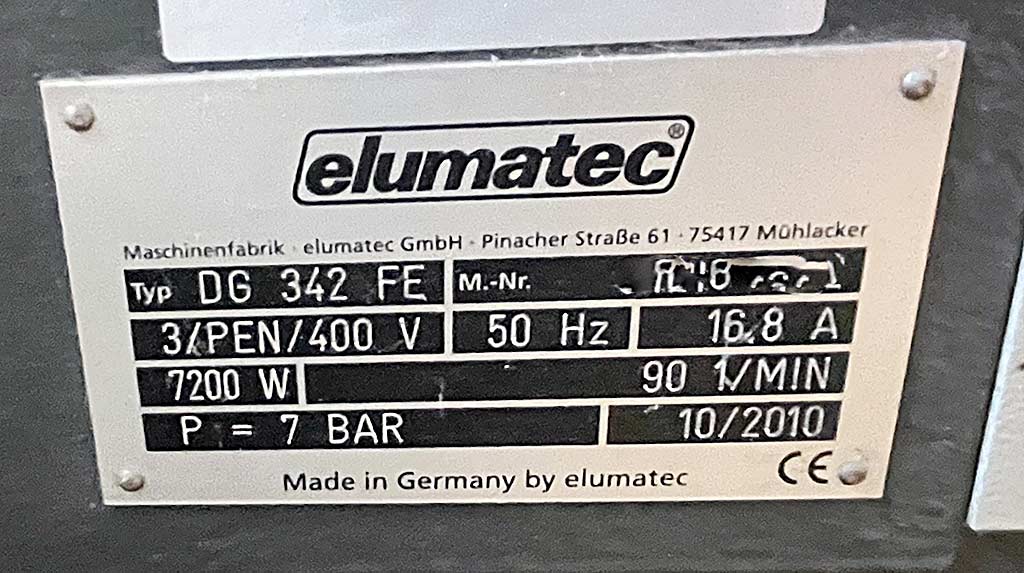 elumatec®
Maschinenfabrik · elumatec GmbH · Pinacher Straße 61 · 75417 Mühlacker
Typ DG 342 FE M.-Nr.
3/PEN/400 V 50 Hz 16.8 A
7200 W 90 1/MIN
P = 7 BAR 10/2010
Made in Germany by elumatec CE